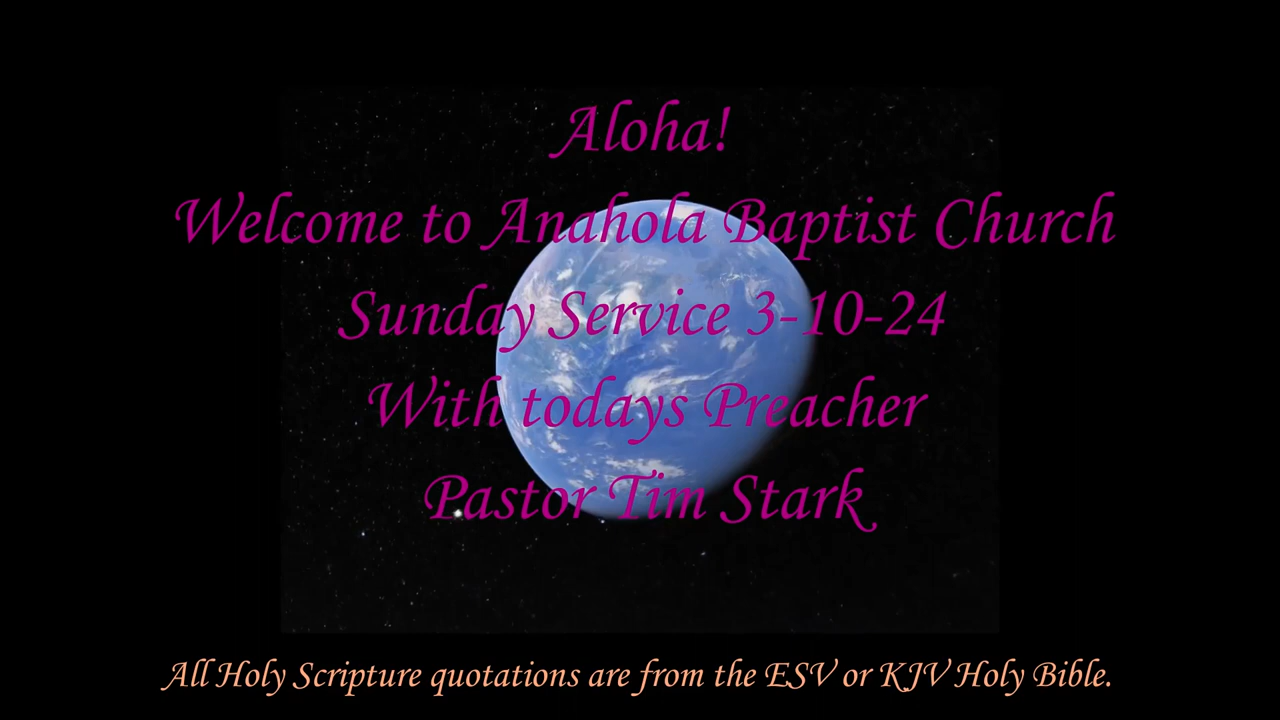 Aloha!
Welcome to Anahola Baptist Church
Sunday Service 3-10-24
With todays Preacher
Pastor Tim Stark
All Holy Scripture quotations are from the ESV or KJV Holy Bible.